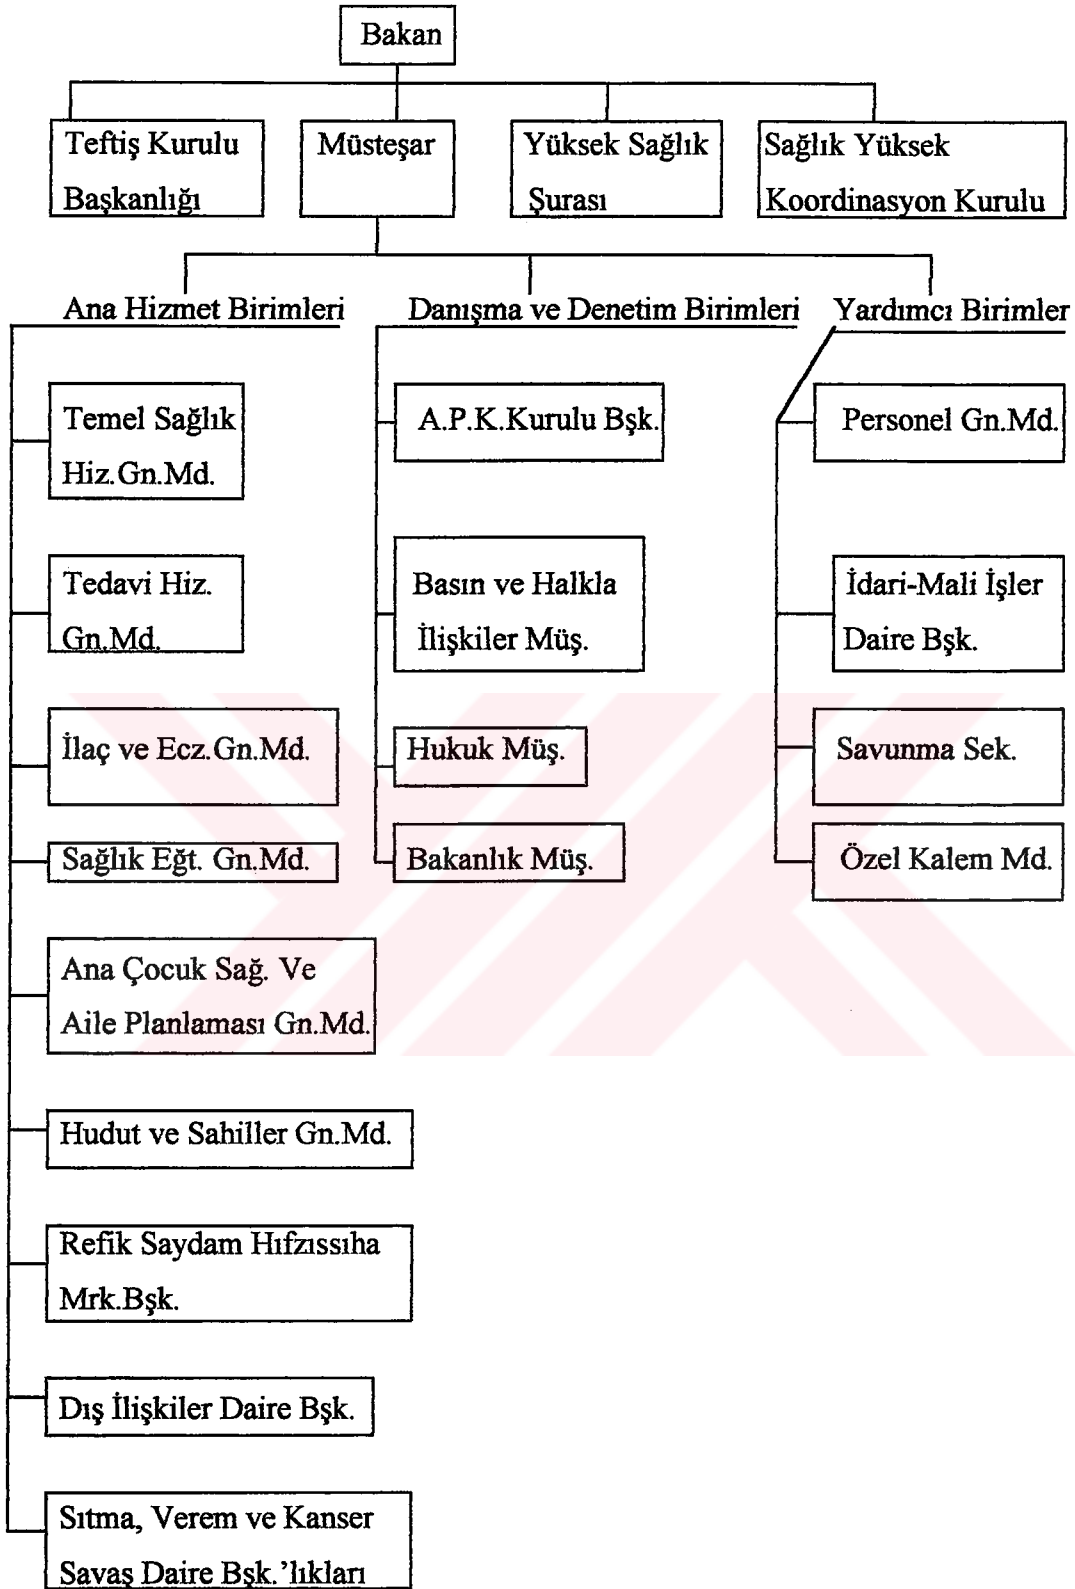 Bakan
Teftiş Kurulu
Başkanlığı
Müsteşar
Yüksek Sağlık
Şurası
Sağlık Yüksek
Koordinasyon Kurulu
Ana Hizmet Birimleri
Temel Sağlık
Hiz.Gn.Md.
Tedavi Hiz.
Gn.Md.
İlaç ve Ecz.Gn.Md.
Sağlık Eğt. Gn.Md.
Ana Çocuk Sağ. Ve
Aile Planlaması Gn.Md.
Hudut ve Sahiller Gn.Md.
Refik Saydam Hıfzıssıha
Mrk.Bşk.
Dış İlişkiler Daire Bşk.
Sıtma, Verem ve Kanser
Savaş Daire Bşk.'lıkları
Danışma ve Denetim Birimleri
A.P.K.Kurulu Bşk.
Basın ve Halkla
İlişkiler Müş.
Hukuk Müş.
Bakanlık Müş.
Yardımcı Birimler
Personel Gn.Md.
İdari-Mali İşler
Daire Bşk.
Savunma Sek.
Özel Kalem Md.